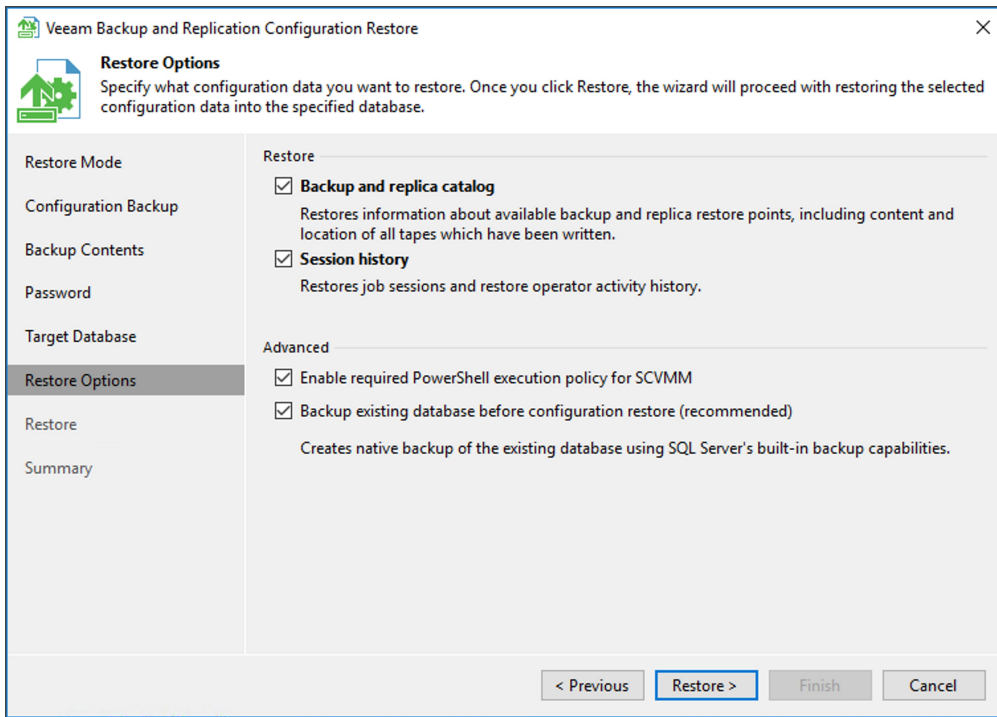 Veeam Backup and Replication Configuration Restore
Restore Options
Specify what configuration data you want to restore. Once you click Restore, the wizard will proceed with restoring the selected
configuration data into the specified database.
Restore Mode
Configuration Backup
Backup Contents
Password
Target Database
Restore Options
Restore
Summary
Restore
Backup and replica catalog
Restores information about available backup and replica restore points, including content and
location of all tapes which have been written.
Session history
Restores job sessions and restore operator activity history.
Advanced
Enable required PowerShell execution policy for SCVMM
Backup existing database before configuration restore (recommended)
Creates native backup of the existing database using SQL Server's built-in backup capabilities.
< Previous
Restore >
Finish
Cancel